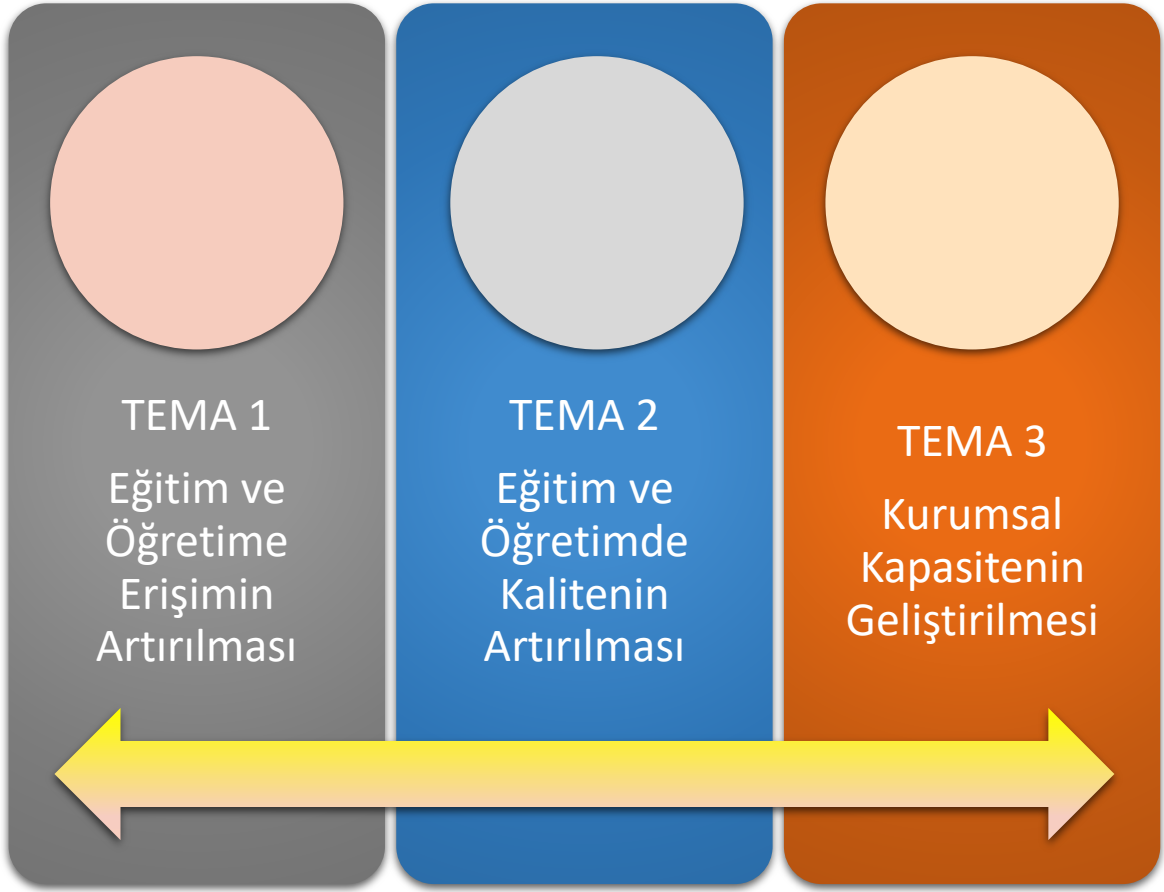 TEMA 1
Eğitim ve
Öğretime
Erişimin
Artırılması
TEMA 2
Eğitim ve
Öğretimde
Kalitenin
Artırılması
TEMA 3
Kurumsal
Kapasitenin
Geliştirilmesi